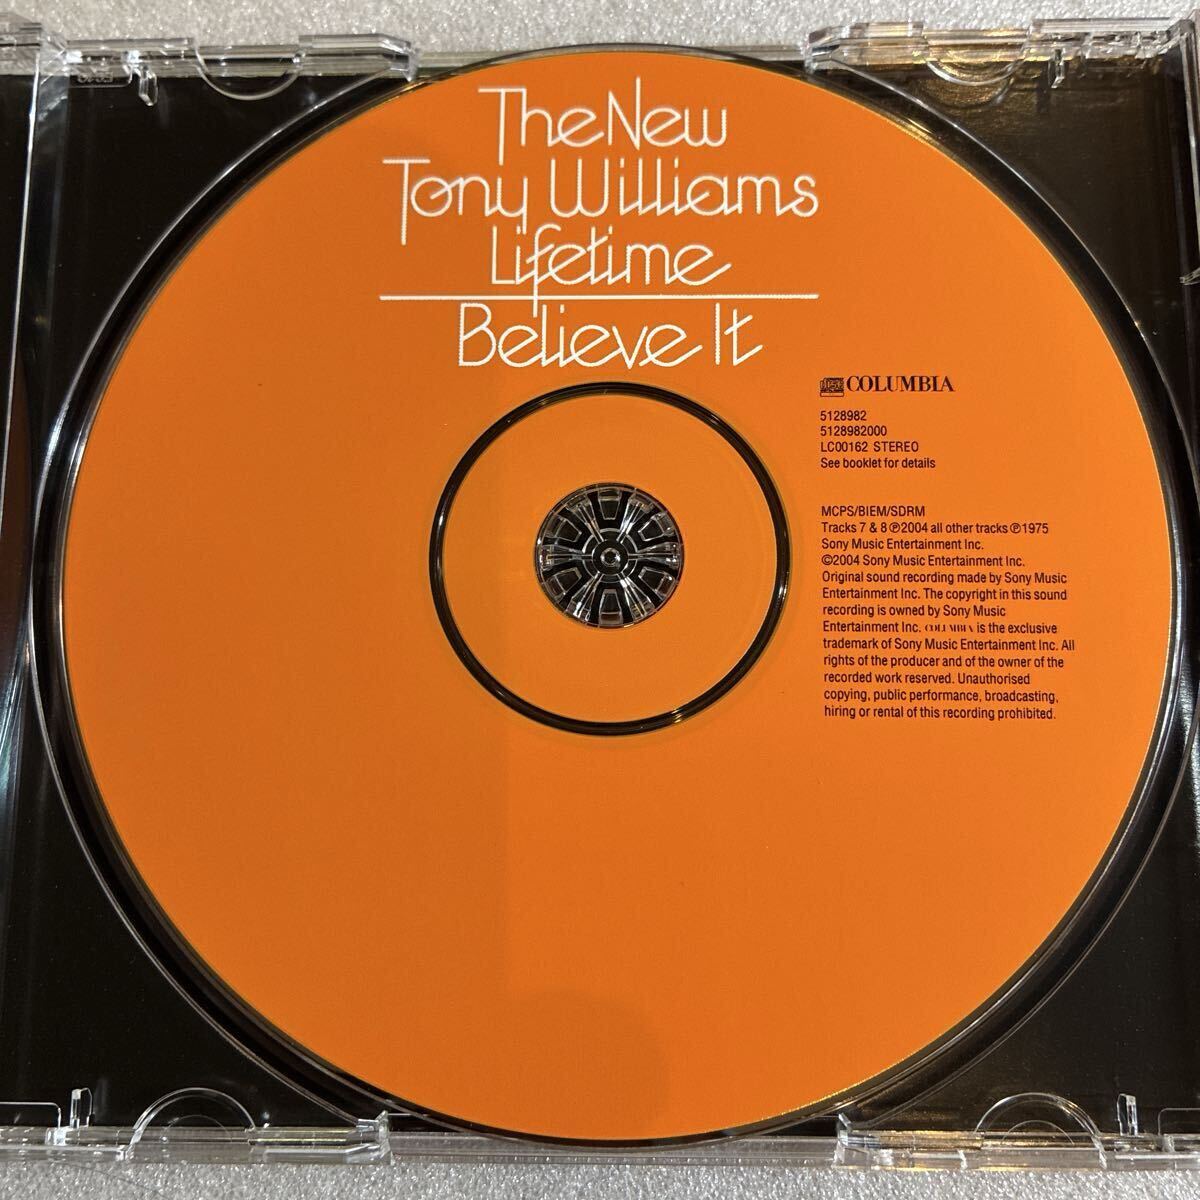 The New
Tony Williams
Lifetime
Believe It
COLUMBIA
5128982
5128982000
LC00162 STEREO
See booklet for details
MCPS/BIEM/SDRM
Tracks 7 & 8 ℗2004 all other tracks ℗1975
Sony Music Entertainment Inc.
©2004 Sony Music Entertainment Inc.
Original sound recording made by Sony Music
Entertainment Inc. The copyright in this sound
recording is owned by Sony Music
Entertainment Inc. COLUMBIA is the exclusive
trademark of Sony Music Entertainment Inc. All
rights of the producer and of the owner of the
recorded work reserved. Unauthorised
copying, public performance, broadcasting,
hiring or rental of this recording prohibited.